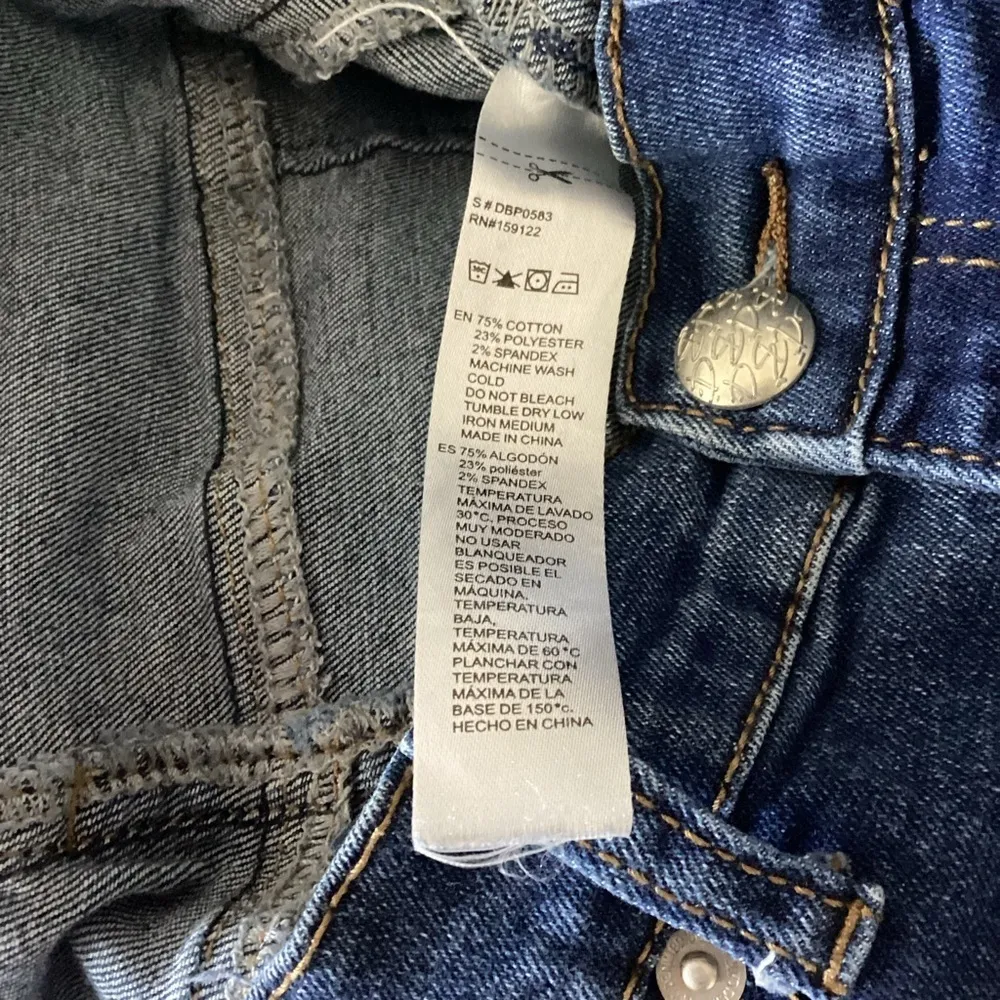 S # DBP0583
RN#159122
EN 75% COTTON
23% POLYESTER
2% SPANDEX
MACHINE WASH
COLD
DO NOT BLEACH
TUMBLE DRY LOW
IRON MEDIUM
MADE IN CHINA
ES 75% ALGODÓN
23% poliéster
2% SPANDEX
TEMPERATURA
MÁXIMA DE LAVADO
30°C. PROCESO
MUY MODERADO
NO USAR
BLANQUEADOR
ES POSIBLE EL
SECADO EN
MÁQUINA,
TEMPERATURA
BAJA,
TEMPERATURA
MÁXIMA DE 60 °C
PLANCHAR CON
TEMPERATURA
MÁXIMA DE LA
BASE DE 150°c.
HECHO EN CHINA